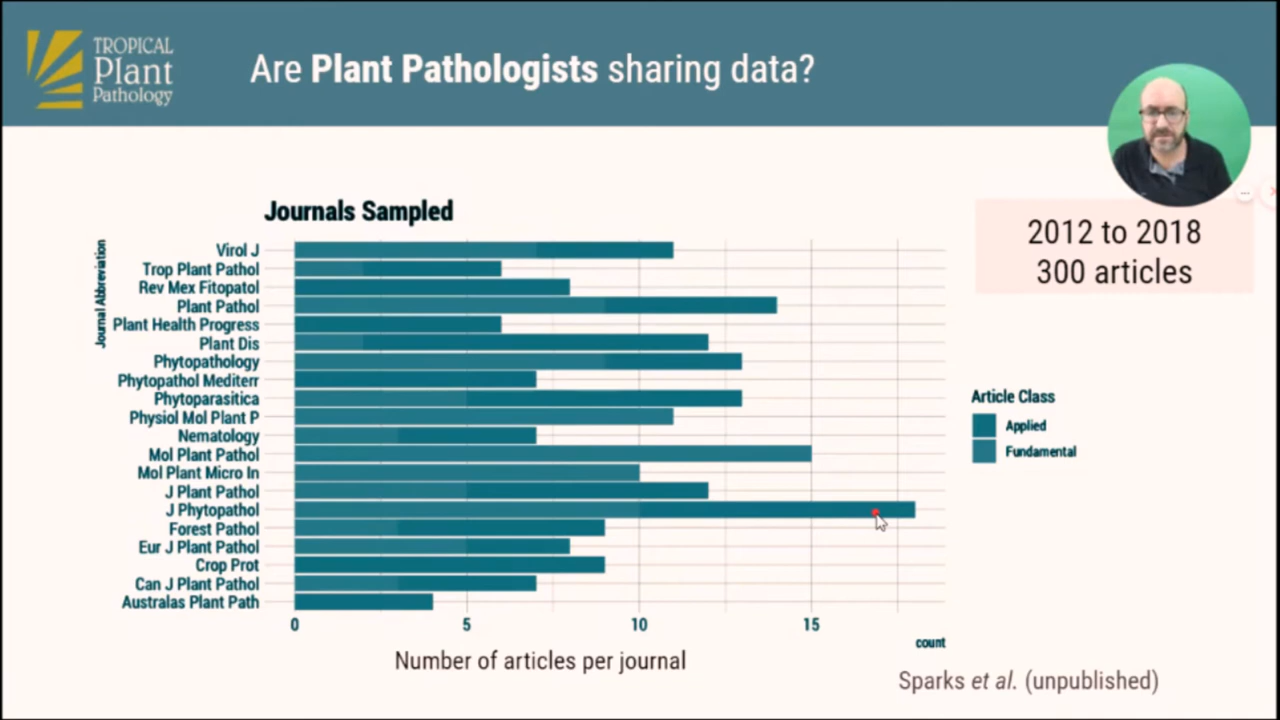 TROPICAL
Plant
Pathology
Are Plant Pathologists sharing data?
2012 to 2018
300 articles
Journals Sampled
Journal Abbreviation
Virol J
Trop Plant Pathol
Rev Mex Fitopatol
Plant Pathol
Plant Health Progress
Plant Dis
Phytopathology
Phytopathol Mediterr
Phytoparasitica
Physiol Mol Plant P
Nematology
Mol Plant Pathol
Mol Plant Micro In
J Plant Pathol
J Phytopathol
Forest Pathol
Eur J Plant Pathol
Crop Prot
Can J Plant Pathol
Australas Plant Path
0 5 10 15
count
Number of articles per journal
Article Class
Applied
Fundamental
Sparks et al. (unpublished)